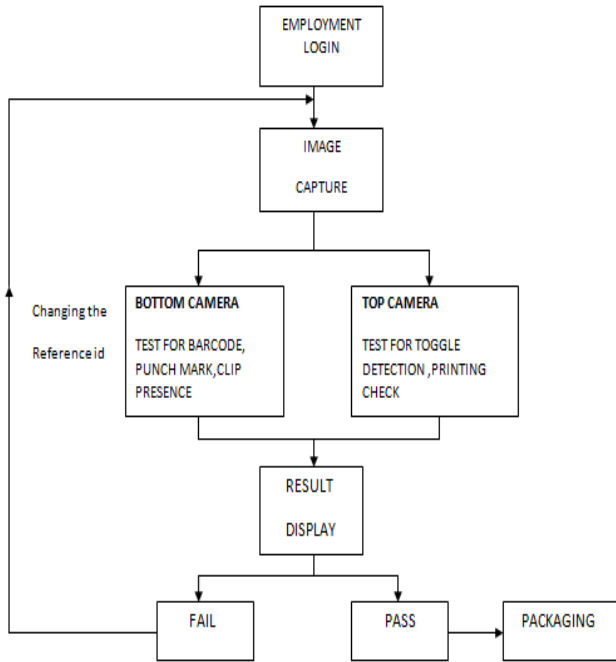 EMPLOYMENT
LOGIN
IMAGE
CAPTURE
Changing the
Reference id
BOTTOM CAMERA
TEST FOR BARCODE,
PUNCH MARK,CLIP
PRESENCE
TOP CAMERA
TEST FOR TOGGLE
DETECTION ,PRINTING
CHECK
RESULT
DISPLAY
FAIL
PASS
PACKAGING